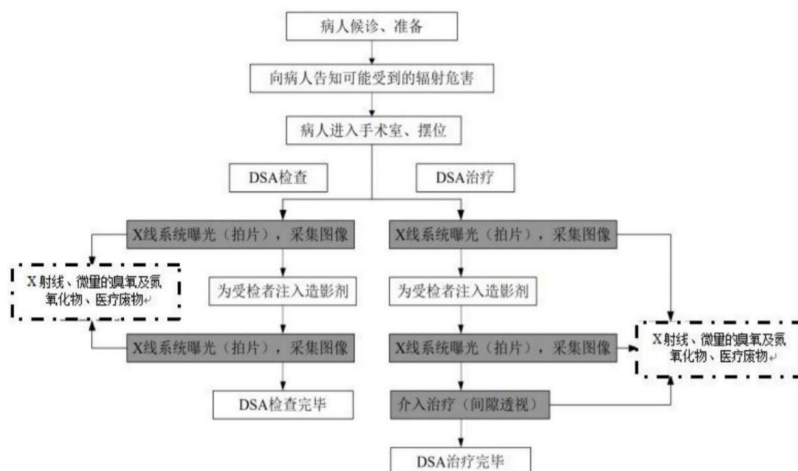 病人候诊、准备
向病人告知可能受到的辐射危害
病人进入手术室、摆位
DSA检查
DSA治疗
X线系统曝光（拍片），采集图像
X线系统曝光（拍片），采集图像
X射线、微量的臭氧及氮
氧化物、医疗废物
为受检者注入造影剂
为受检者注入造影剂
X线系统曝光（拍片），采集图像
X线系统曝光（拍片），采集图像
X射线、微量的臭氧及氮
氧化物、医疗废物
DSA检查完毕
介入治疗（间隙透视）
DSA治疗完毕